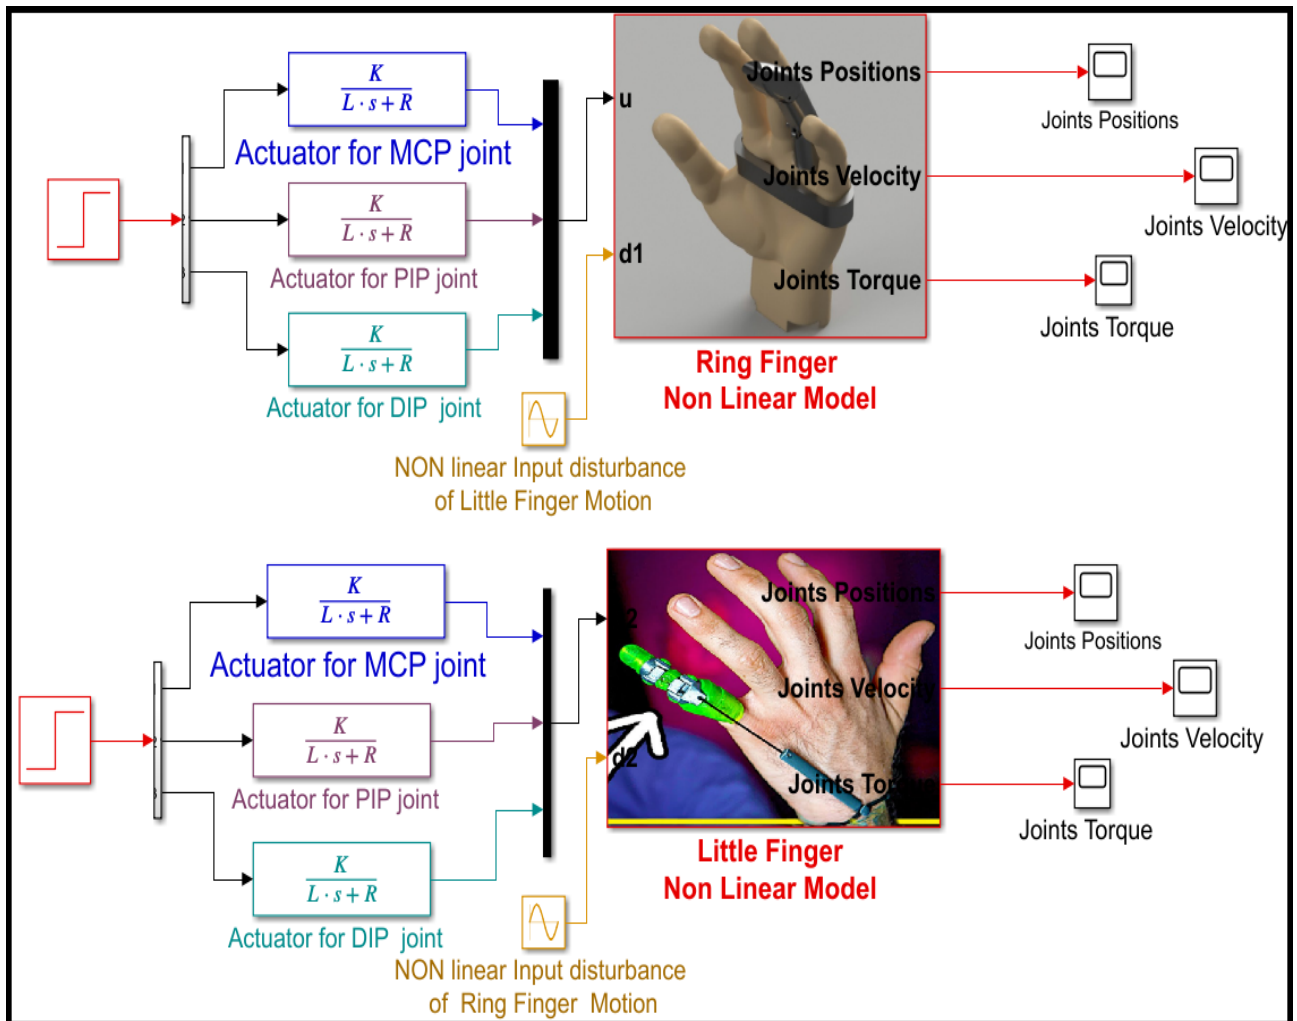 K
L · s + R
Actuator for MCP joint
K
L · s + R
Actuator for PIP joint
K
L · s + R
Actuator for DIP joint
u
d1
Joints Positions
Joints Velocity
Joints Torque
Ring Finger
Non Linear Model
NON linear Input disturbance
of Little Finger Motion
Joints Positions
Joints Velocity
Joints Torque
K
L · s + R
Actuator for MCP joint
K
L · s + R
Actuator for PIP joint
K
L · s + R
Actuator for DIP joint
d2
Joints Positions
Joints Velocity
Joints Torque
Little Finger
Non Linear Model
NON linear Input disturbance
of Ring Finger Motion
Joints Positions
Joints Velocity
Joints Torque